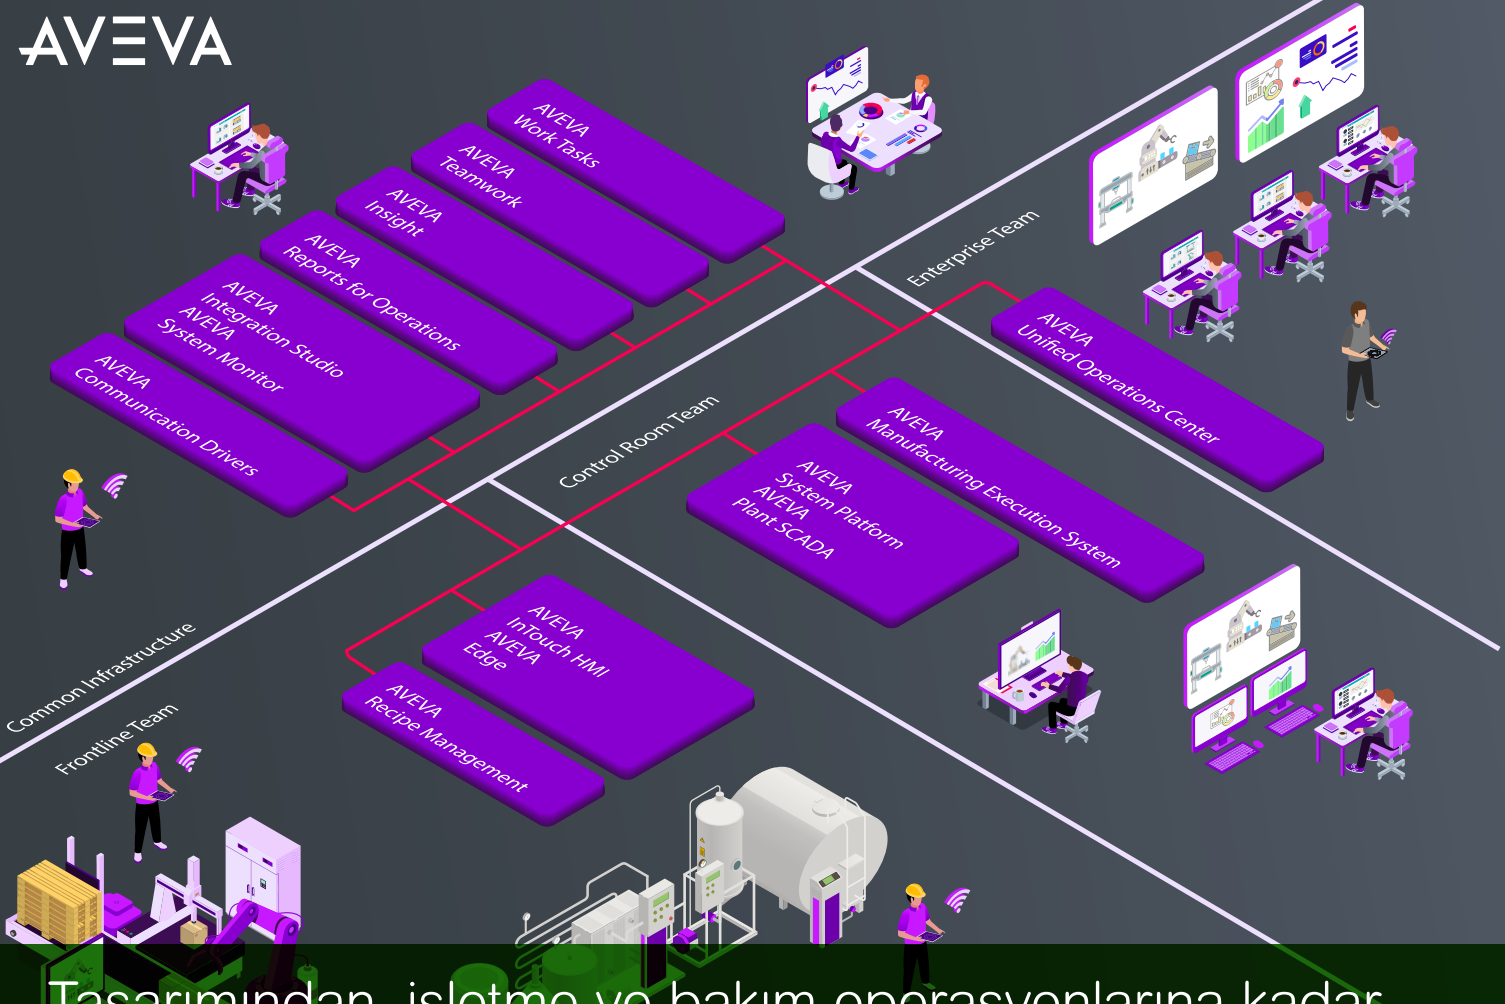 AVEVA
AVEVA
Work Tasks
AVEVA
Teamwork
AVEVA
Insight
AVEVA
Reports for Operations
AVEVA
Integration Studio
AVEVA
System Monitor
AVEVA
Communication Drivers
Enterprise Team
AVEVA
Unified Operations Center
Control Room Team
AVEVA
Manufacturing Execution System
AVEVA
System Platform
AVEVA
Plant SCADA
Common Infrastructure
Frontline Team
AVEVA
InTouch HMI
AVEVA
Edge
AVEVA
Recipe Management
Tasarımından, işletme ve bakım operasyonlarına kadar